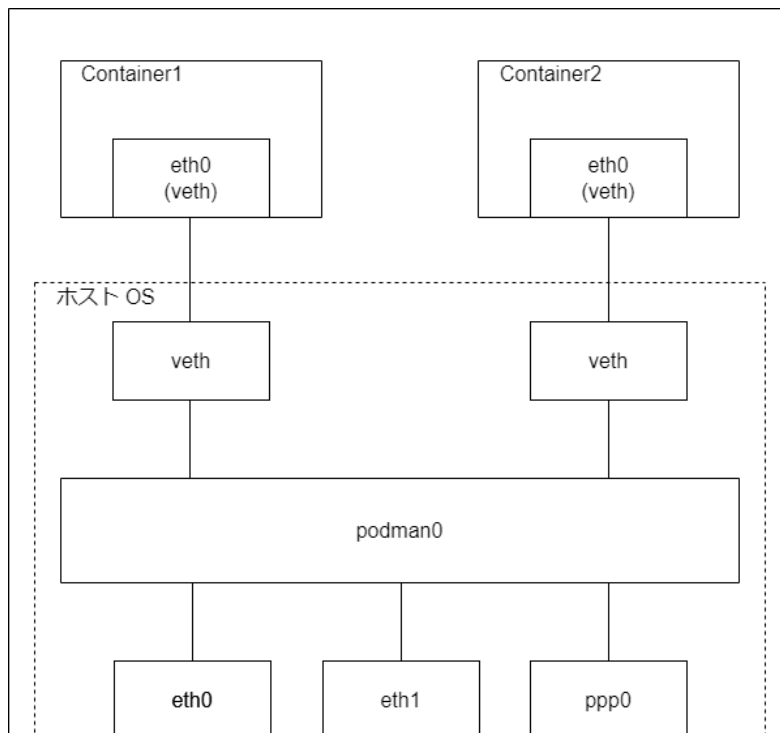 Container1
Container2
eth0
(veth)
eth0
(veth)
ホスト OS
veth
veth
podman0
eth0
eth1
ppp0